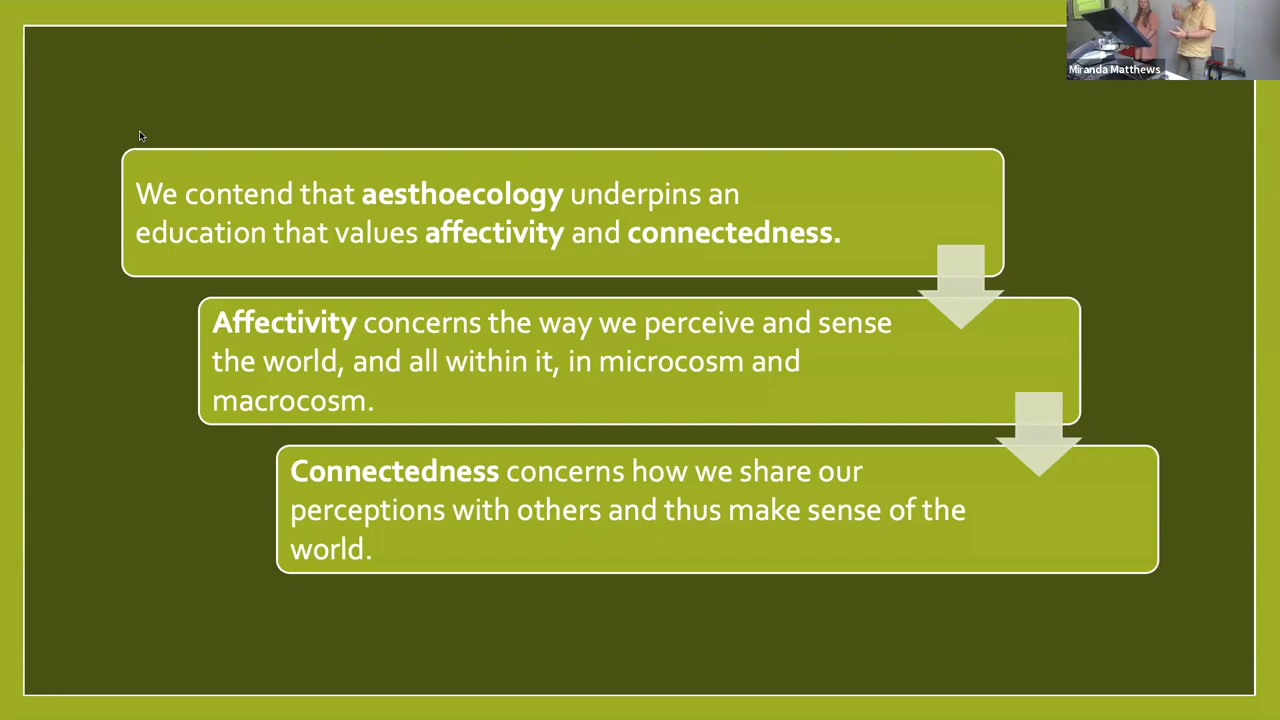 Miranda Matthews
We contend that aesthoecology underpins an
education that values affectivity and connectedness.
Affectivity concerns the way we perceive and sense
the world, and all within it, in microcosm and
macrocosm.
Connectedness concerns how we share our
perceptions with others and thus make sense of the
world.